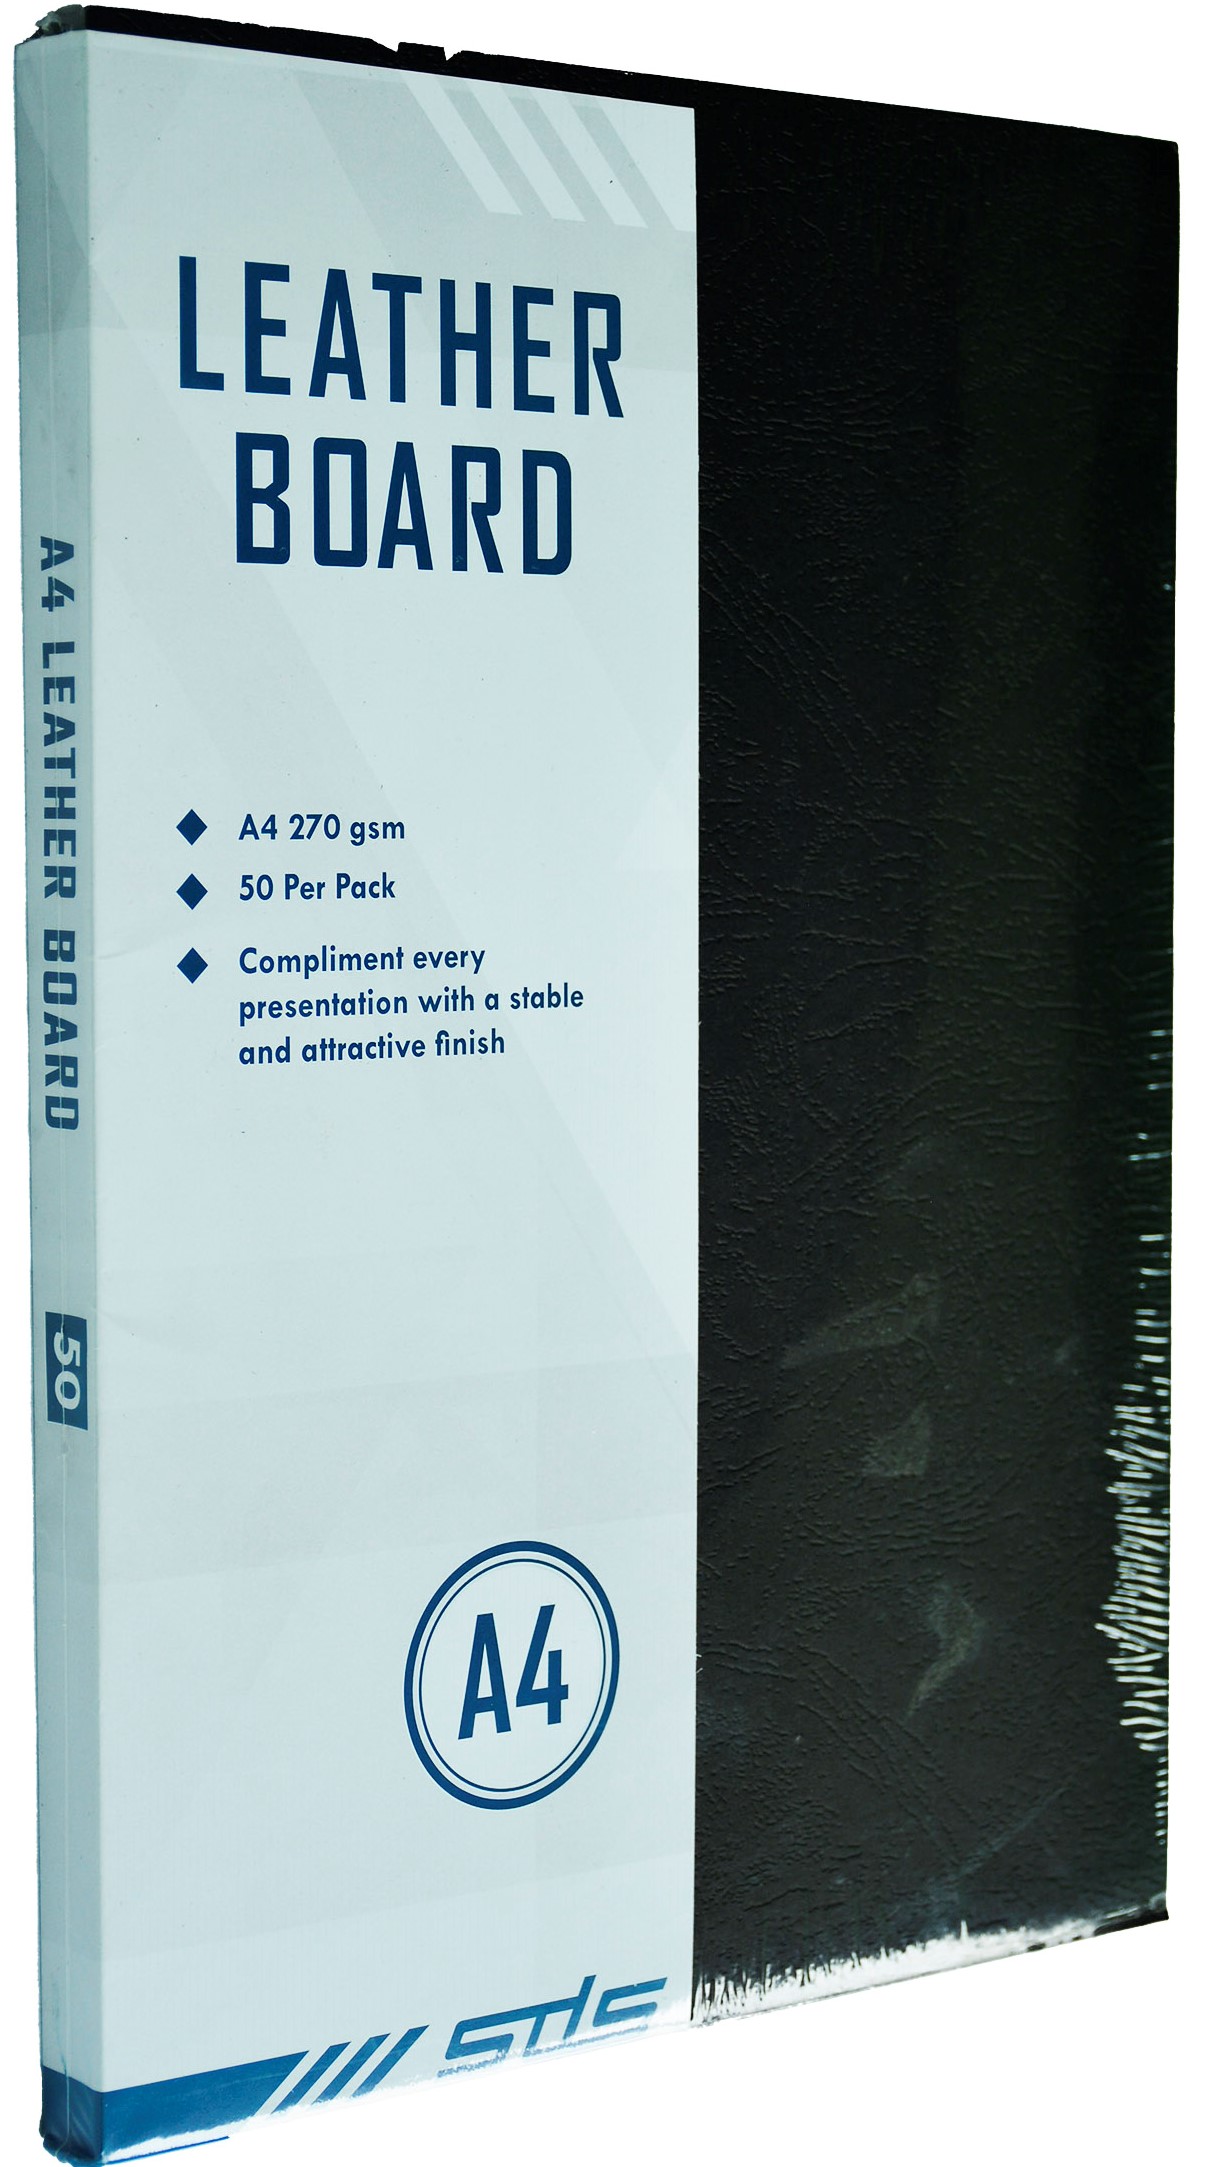 LEATHER
BOARD
A4 270 gsm
50 Per Pack
Compliment every
presentation with a stable
and attractive finish
A4
sds
A4 LEATHER BOARD
50